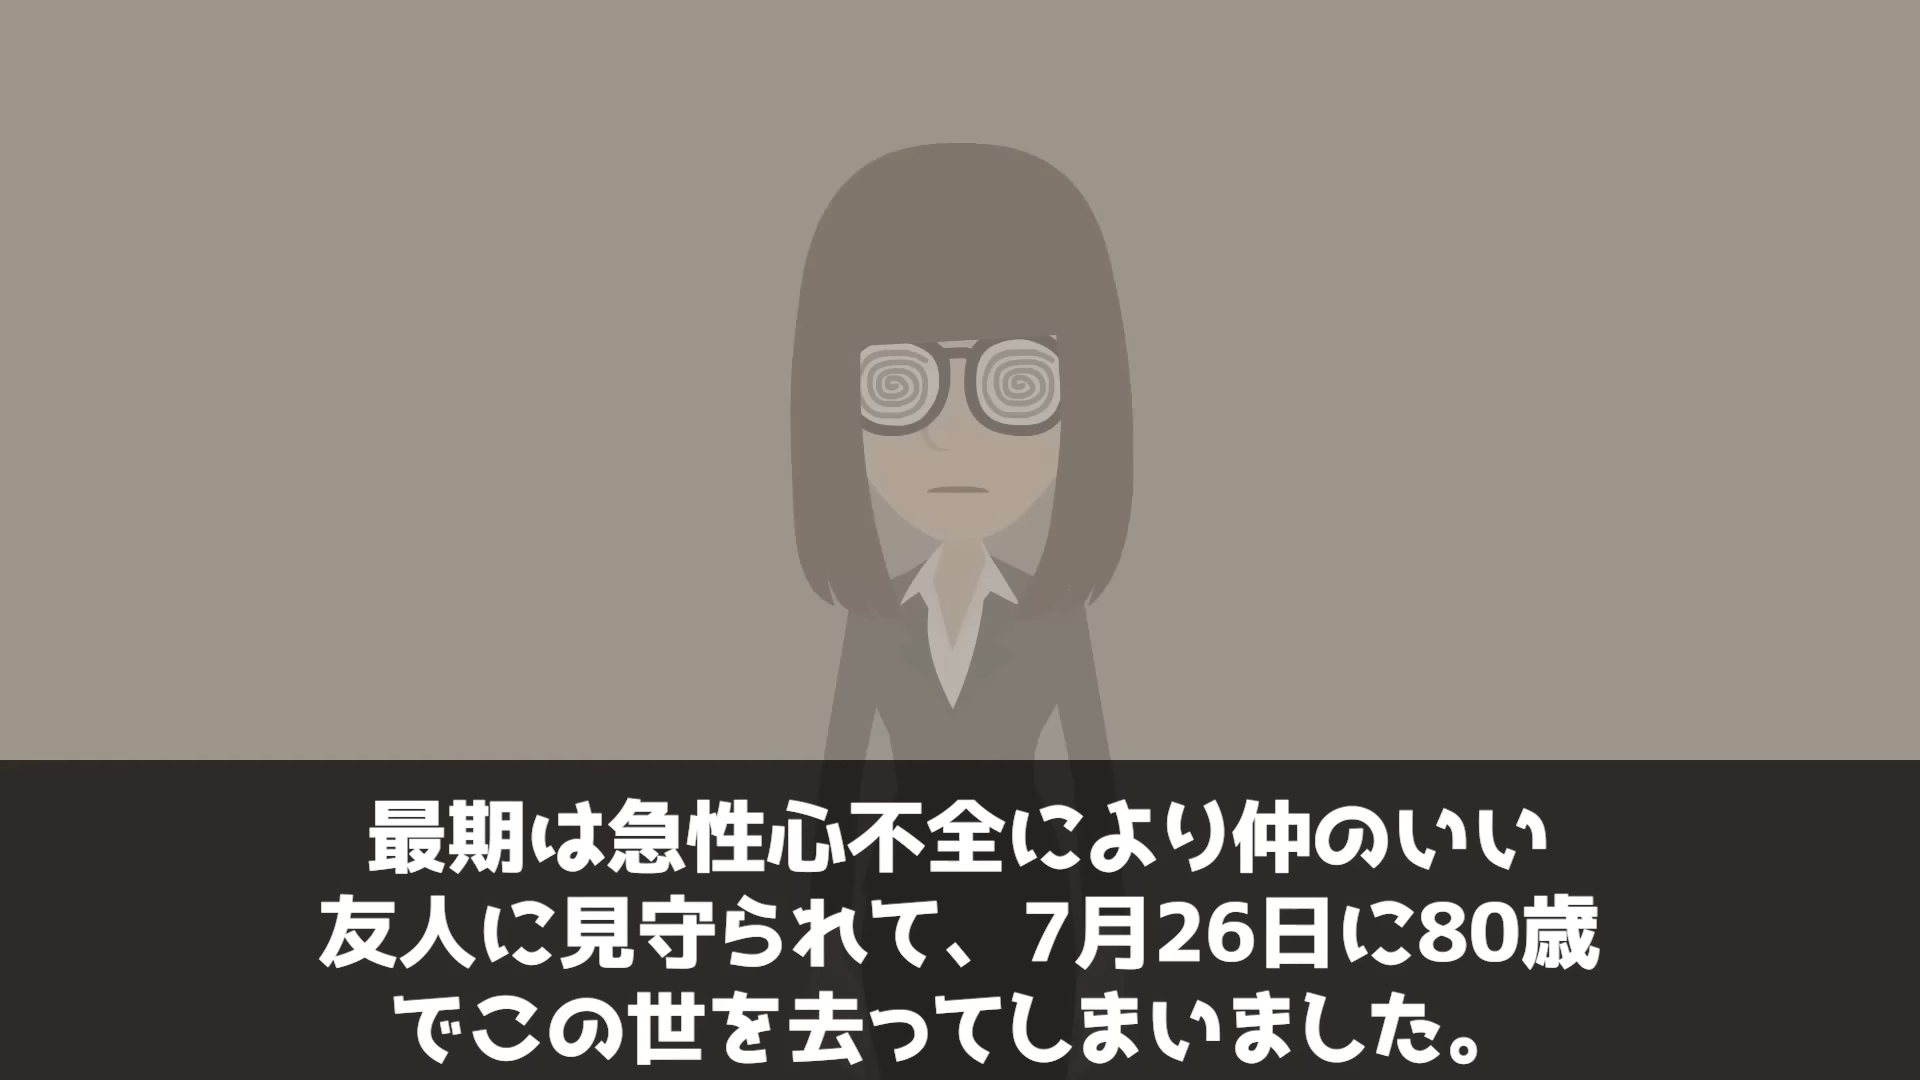 最期は急性心不全により仲のいい
友人に見守られて、7月26日に80歳
でこの世を去ってしまいました。